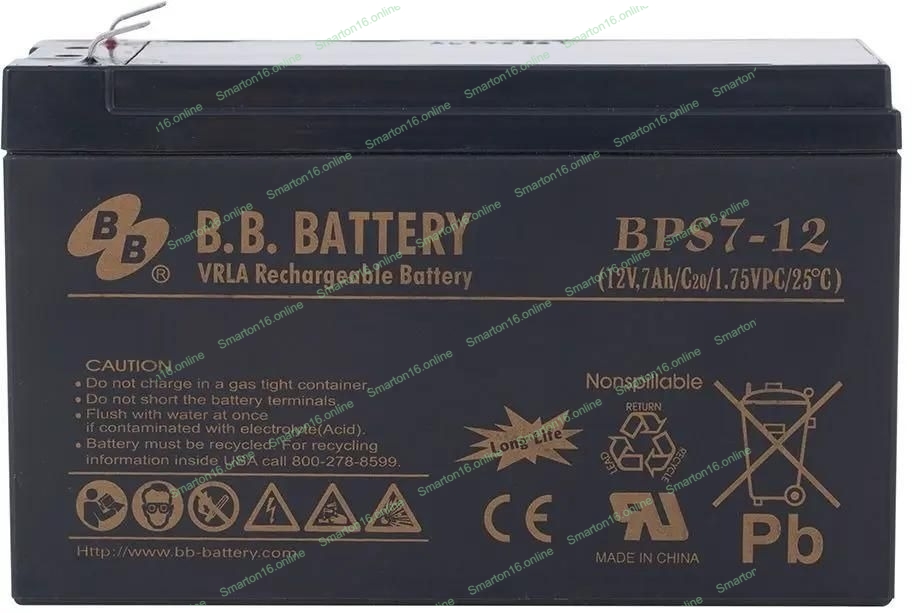 B.B. BATTERY
VRLA Rechargeable Battery
BPS7-12
(12V,7Ah/C20/1.75VPC/25°C)
BB®
CAUTION
• Do not charge in a gas tight container.
• Do not short the battery terminals.
• Flush with water at once
if contaminated with electrolyte(Acid).
• Battery must be recycled. For recycling
information inside USA call 800-278-8599.
Http://www.bb-battery.com
Long Life
Nonspillable
RETURN
LEAD
RECYCLE
CE
MADE IN CHINA
Pb
Smarton16.online